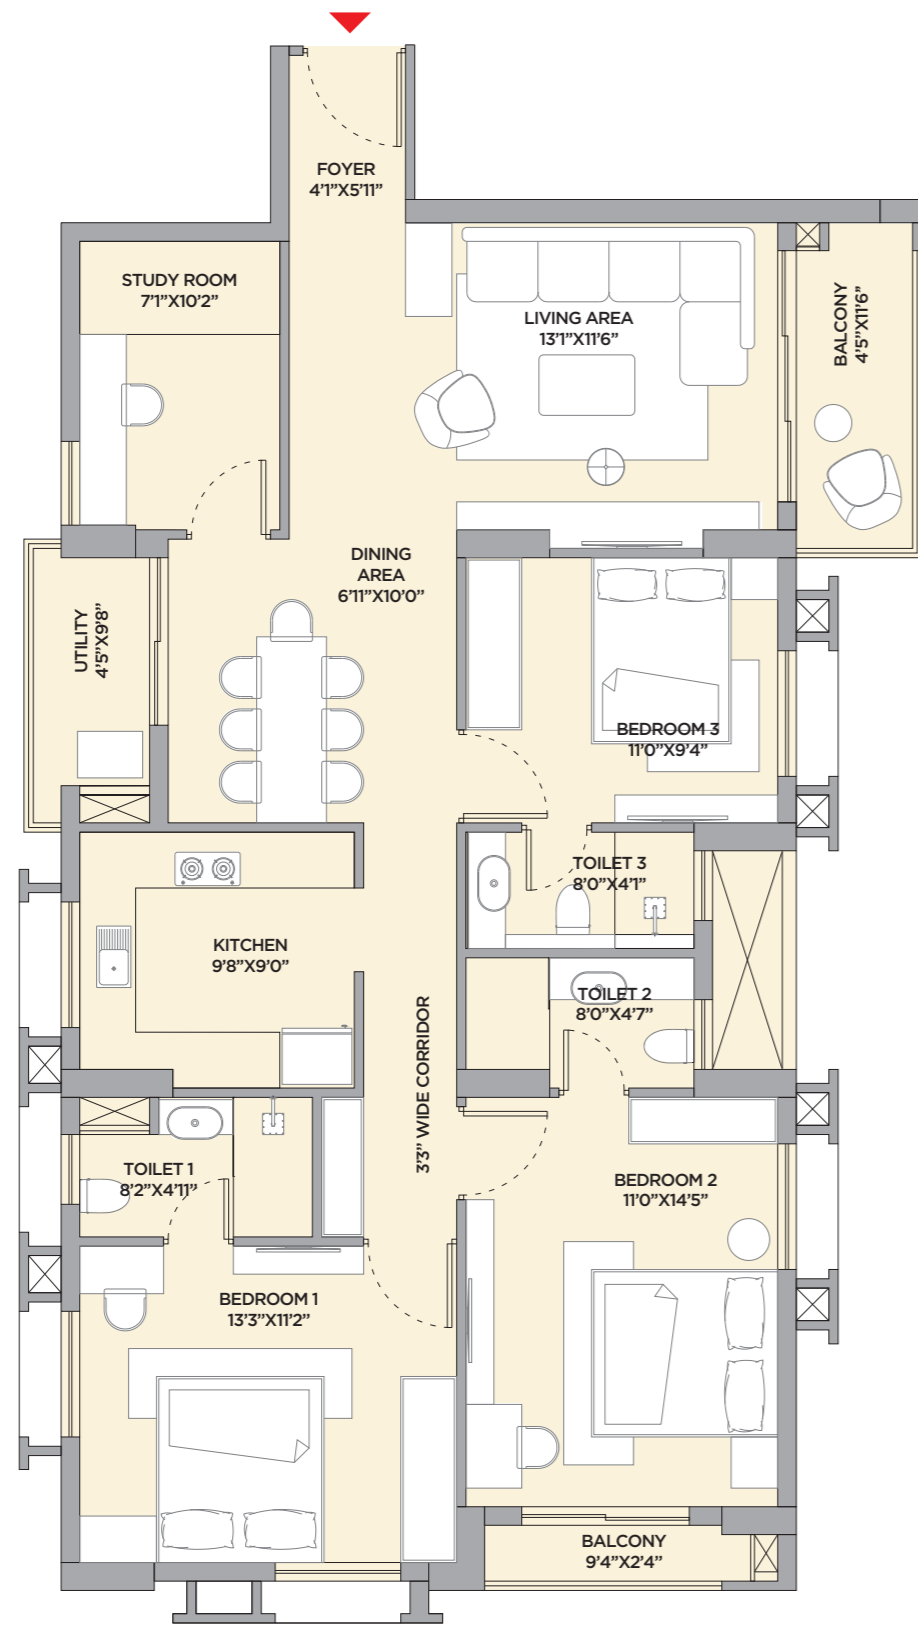 FOYER
4'1"X5'11"
STUDY ROOM
7'1"X10'2"
LIVING AREA
13'1"X11'6"
BALCONY
4'5"X11'6"
DINING
AREA
6'11"X10'0"
UTILITY
4'5"X9'8"
BEDROOM 3
11'0"X9'4"
TOILET 3
8'0"X4'1"
KITCHEN
9'8"X9'0"
TOILET 2
8'0"X4'7"
3'3" WIDE CORRIDOR
TOILET 1
8'2"X4'11"
BEDROOM 2
11'0"X14'5"
BEDROOM 1
13'3"X11'2"
BALCONY
9'4"X2'4"